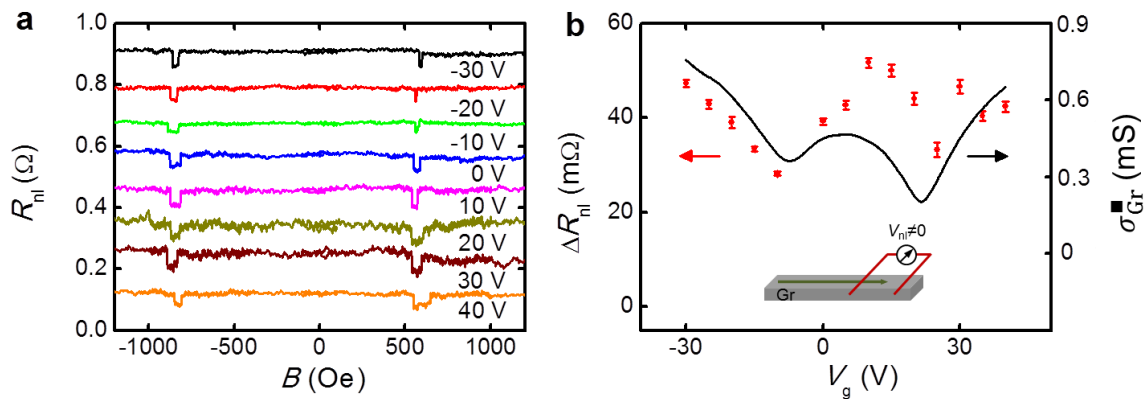 a
1.0
0.8
0.6
0.4
0.2
0.0
R_nl (Ω)
-30 V
-20 V
-10 V
0 V
10 V
20 V
30 V
40 V
-1000 -500 0 500 1000
B (Oe)
b
60
40
20
0
ΔR_nl (mΩ)
0.9
0.6
0.3
0
σ■Gr (mS)
V_nl≠0
Gr
-30 0 30
V_g (V)